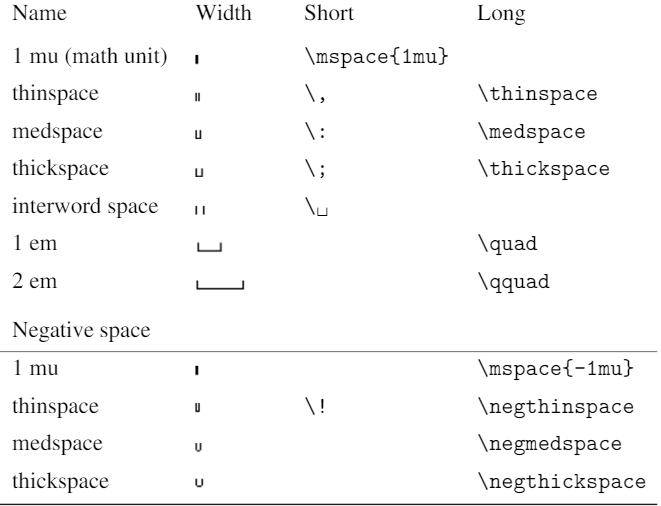 Name Width Short Long
1 mu (math unit) \mspace{1mu}
thinspace \, \thinspace
medspace \: \medspace
thickspace \; \thickspace
interword space \␣
1 em \quad
2 em \qquad
Negative space
1 mu \mspace{-1mu}
thinspace \! \negthinspace
medspace \negmedspace
thickspace \negthickspace